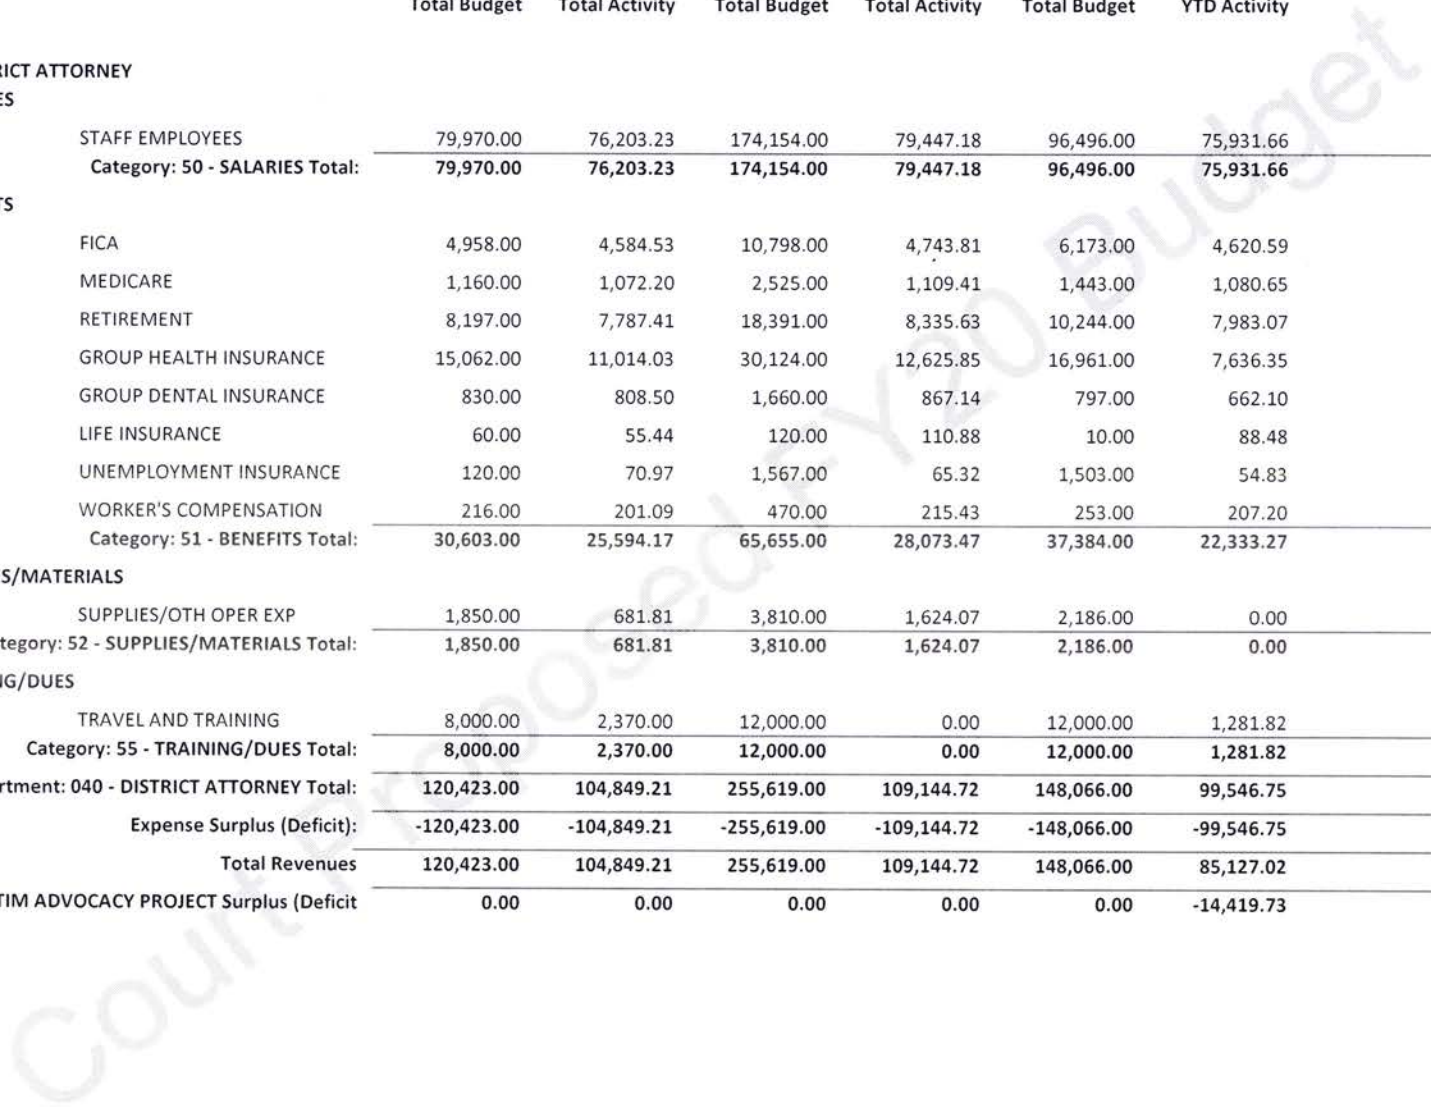 Total Budget Total Activity Total Budget Total Activity Total Budget YTD Activity
RICT ATTORNEY
ES
STAFF EMPLOYEES 79,970.00 76,203.23 174,154.00 79,447.18 96,496.00 75,931.66
Category: 50 - SALARIES Total: 79,970.00 76,203.23 174,154.00 79,447.18 96,496.00 75,931.66
TS
FICA 4,958.00 4,584.53 10,798.00 4,743.81 6,173.00 4,620.59
MEDICARE 1,160.00 1,072.20 2,525.00 1,109.41 1,443.00 1,080.65
RETIREMENT 8,197.00 7,787.41 18,391.00 8,335.63 10,244.00 7,983.07
GROUP HEALTH INSURANCE 15,062.00 11,014.03 30,124.00 12,625.85 16,961.00 7,636.35
GROUP DENTAL INSURANCE 830.00 808.50 1,660.00 867.14 797.00 662.10
LIFE INSURANCE 60.00 55.44 120.00 110.88 10.00 88.48
UNEMPLOYMENT INSURANCE 120.00 70.97 1,567.00 65.32 1,503.00 54.83
WORKER'S COMPENSATION 216.00 201.09 470.00 215.43 253.00 207.20
Category: 51 - BENEFITS Total: 30,603.00 25,594.17 65,655.00 28,073.47 37,384.00 22,333.27
S/MATERIALS
SUPPLIES/OTH OPER EXP 1,850.00 681.81 3,810.00 1,624.07 2,186.00 0.00
tegory: 52 - SUPPLIES/MATERIALS Total: 1,850.00 681.81 3,810.00 1,624.07 2,186.00 0.00
NG/DUES
TRAVEL AND TRAINING 8,000.00 2,370.00 12,000.00 0.00 12,000.00 1,281.82
Category: 55 - TRAINING/DUES Total: 8,000.00 2,370.00 12,000.00 0.00 12,000.00 1,281.82
rtment: 040 - DISTRICT ATTORNEY Total: 120,423.00 104,849.21 255,619.00 109,144.72 148,066.00 99,546.75
Expense Surplus (Deficit): -120,423.00 -104,849.21 -255,619.00 -109,144.72 -148,066.00 -99,546.75
Total Revenues 120,423.00 104,849.21 255,619.00 109,144.72 148,066.00 85,127.02
TIM ADVOCACY PROJECT Surplus (Deficit 0.00 0.00 0.00 0.00 0.00 -14,419.73
Court Proposed FY20 Budget